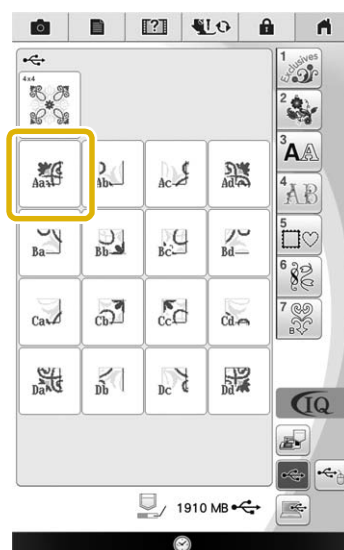 ?
1 Exclusives
4x4
2
3 AA
Aa Ab Ac Ad
4 AB
Ba Bb Bc Bd
5
6
Ca Cb Cc Cd
7 B
Da Db Dc Dd
IQ
1910 MB